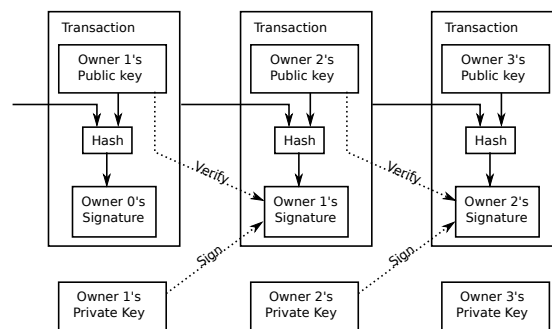 Transaction
Owner 1's
Public key
Hash
Owner 0's
Signature
Transaction
Owner 2's
Public key
Hash
Verify
Owner 1's
Signature
Sign
Transaction
Owner 3's
Public key
Hash
Verify
Owner 2's
Signature
Sign
Owner 1's
Private Key
Owner 2's
Private Key
Owner 3's
Private Key